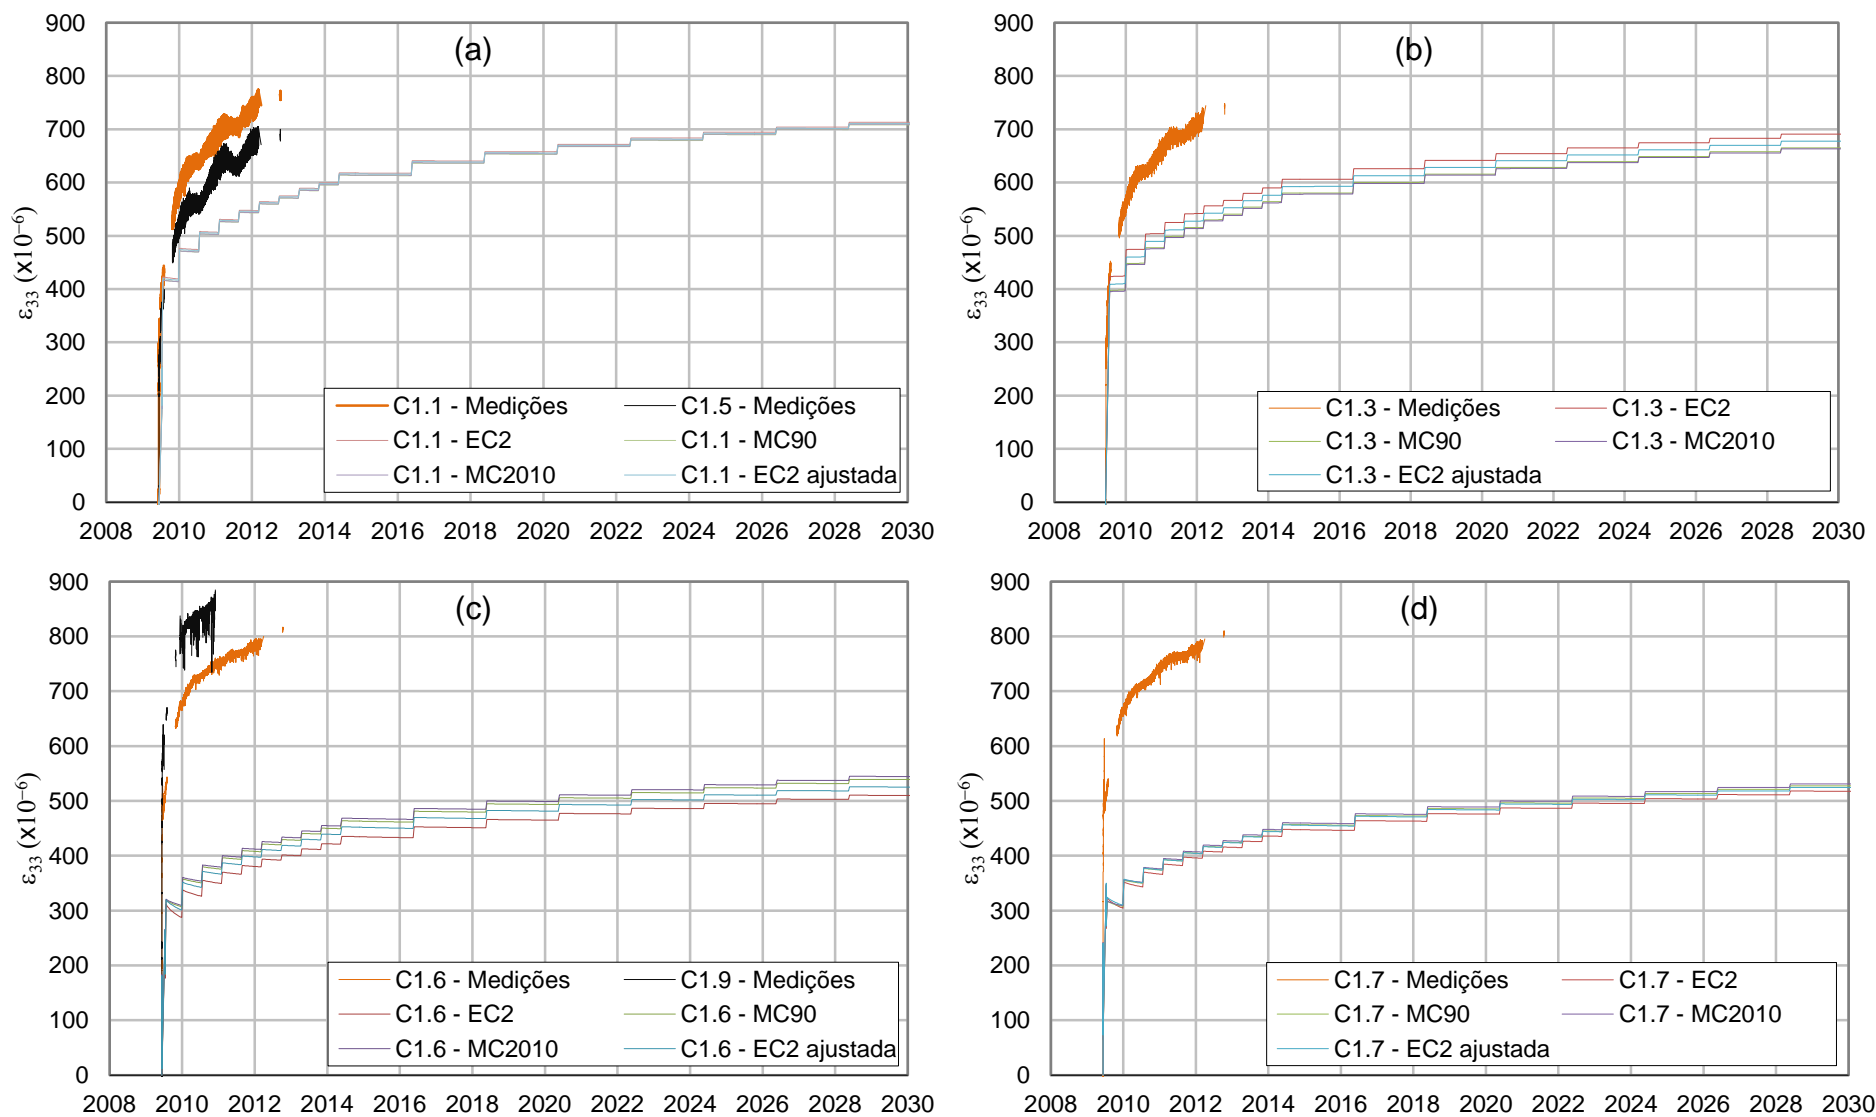 (a)
900
800
700
600
500
400
300
200
100
0
ε33 (x10⁻⁶)
C1.1 - Medições C1.5 - Medições
C1.1 - EC2 C1.1 - MC90
C1.1 - MC2010 C1.1 - EC2 ajustada
2008 2010 2012 2014 2016 2018 2020 2022 2024 2026 2028 2030
(b)
900
800
700
600
500
400
300
200
100
0
ε33 (x10⁻⁶)
C1.3 - Medições C1.3 - EC2
C1.3 - MC90 C1.3 - MC2010
C1.3 - EC2 ajustada
2008 2010 2012 2014 2016 2018 2020 2022 2024 2026 2028 2030
(c)
900
800
700
600
500
400
300
200
100
0
ε33 (x10⁻⁶)
C1.6 - Medições C1.9 - Medições
C1.6 - EC2 C1.6 - MC90
C1.6 - MC2010 C1.6 - EC2 ajustada
2008 2010 2012 2014 2016 2018 2020 2022 2024 2026 2028 2030
(d)
900
800
700
600
500
400
300
200
100
0
ε33 (x10⁻⁶)
C1.7 - Medições C1.7 - EC2
C1.7 - MC90 C1.7 - MC2010
C1.7 - EC2 ajustada
2008 2010 2012 2014 2016 2018 2020 2022 2024 2026 2028 2030